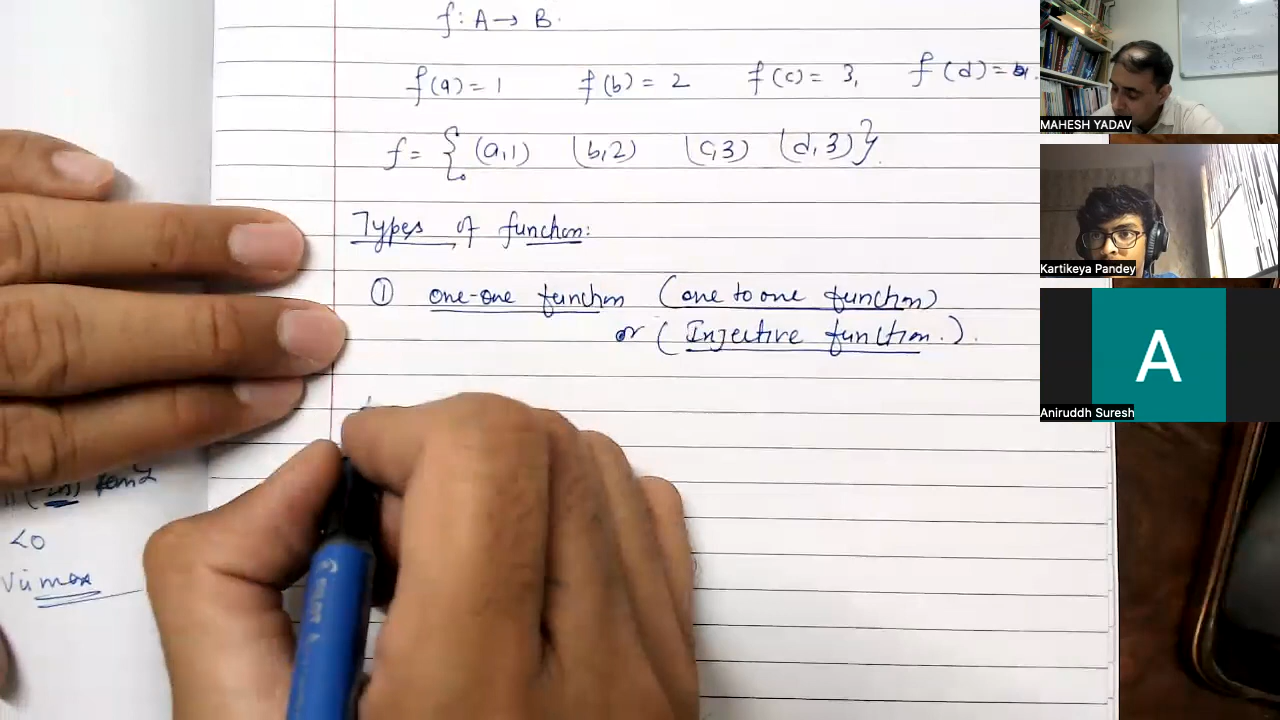 f: A → B.
f(a) = 1 f(b) = 2 f(c) = 3, f(d) =
f = { (a,1) (b,2) (c,3) (d,3) }.
Types of function:
① one-one function (one to one function)
or (Injective function.).
<0
MAHESH YADAV
Kartikeya Pandey
A
Aniruddh Suresh